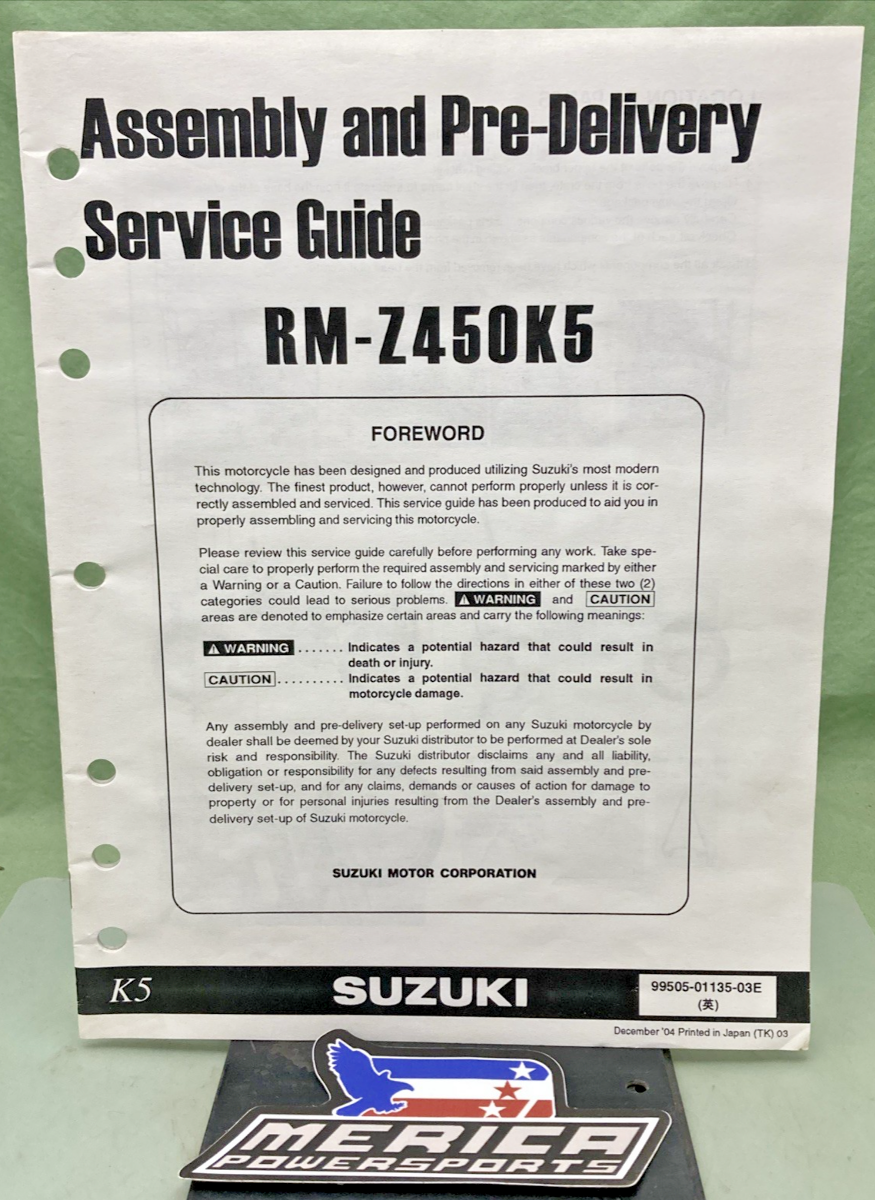 Assembly and Pre-Delivery
Service Guide
RM-Z450K5
FOREWORD
This motorcycle has been designed and produced utilizing Suzuki's most modern
technology. The finest product, however, cannot perform properly unless it is cor-
rectly assembled and serviced. This service guide has been produced to aid you in
properly assembling and servicing this motorcycle.
Please review this service guide carefully before performing any work. Take spe-
cial care to properly perform the required assembly and servicing marked by either
a Warning or a Caution. Failure to follow the directions in either of these two (2)
categories could lead to serious problems. ⚠ WARNING and CAUTION
areas are denoted to emphasize certain areas and carry the following meanings:
⚠ WARNING ....... Indicates a potential hazard that could result in
death or injury.
CAUTION .......... Indicates a potential hazard that could result in
motorcycle damage.
Any assembly and pre-delivery set-up performed on any Suzuki motorcycle by
dealer shall be deemed by your Suzuki distributor to be performed at Dealer's sole
risk and responsibility. The Suzuki distributor disclaims any and all liability,
obligation or responsibility for any defects resulting from said assembly and pre-
delivery set-up, and for any claims, demands or causes of action for damage to
property or for personal injuries resulting from the Dealer's assembly and pre-
delivery set-up of Suzuki motorcycle.
SUZUKI MOTOR CORPORATION
K5 SUZUKI 99505-01135-03E
(英)
December '04 Printed in Japan (TK) 03
MERICA
POWERSPORTS